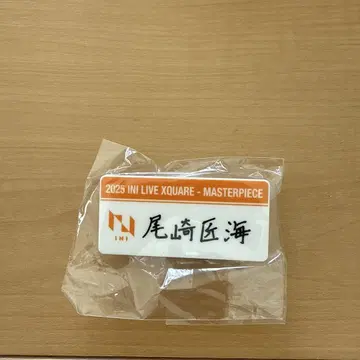 2025 INI LIVE XQUARE - MASTERPIECE
INI
尾崎匠海